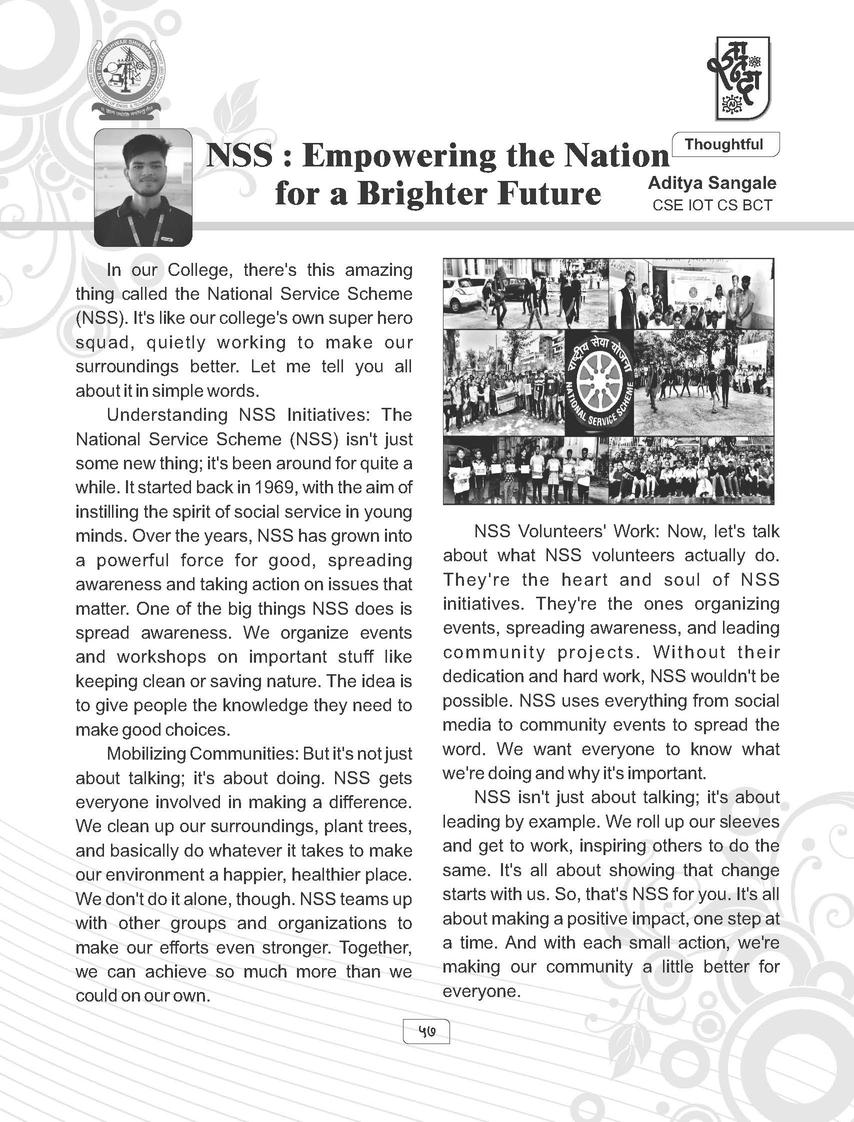 NSS : Empowering the Nation
for a Brighter Future
Thoughtful
Aditya Sangale
CSE IOT CS BCT
In our College, there's this amazing
thing called the National Service Scheme
(NSS). It's like our college's own super hero
squad, quietly working to make our
surroundings better. Let me tell you all
about it in simple words.
Understanding NSS Initiatives: The
National Service Scheme (NSS) isn't just
some new thing; it's been around for quite a
while. It started back in 1969, with the aim of
instilling the spirit of social service in young
minds. Over the years, NSS has grown into
a powerful force for good, spreading
awareness and taking action on issues that
matter. One of the big things NSS does is
spread awareness. We organize events
and workshops on important stuff like
keeping clean or saving nature. The idea is
to give people the knowledge they need to
make good choices.
Mobilizing Communities: But it's not just
about talking; it's about doing. NSS gets
everyone involved in making a difference.
We clean up our surroundings, plant trees,
and basically do whatever it takes to make
our environment a happier, healthier place.
We don't do it alone, though. NSS teams up
with other groups and organizations to
make our efforts even stronger. Together,
we can achieve so much more than we
could on our own.
राष्ट्रीय सेवा योजना
NATIONAL SERVICE SCHEME
NSS Volunteers' Work: Now, let's talk
about what NSS volunteers actually do.
They're the heart and soul of NSS
initiatives. They're the ones organizing
events, spreading awareness, and leading
community projects. Without their
dedication and hard work, NSS wouldn't be
possible. NSS uses everything from social
media to community events to spread the
word. We want everyone to know what
we're doing and why it's important.
NSS isn't just about talking; it's about
leading by example. We roll up our sleeves
and get to work, inspiring others to do the
same. It's all about showing that change
starts with us. So, that's NSS for you. It's all
about making a positive impact, one step at
a time. And with each small action, we're
making our community a little better for
everyone.
५७